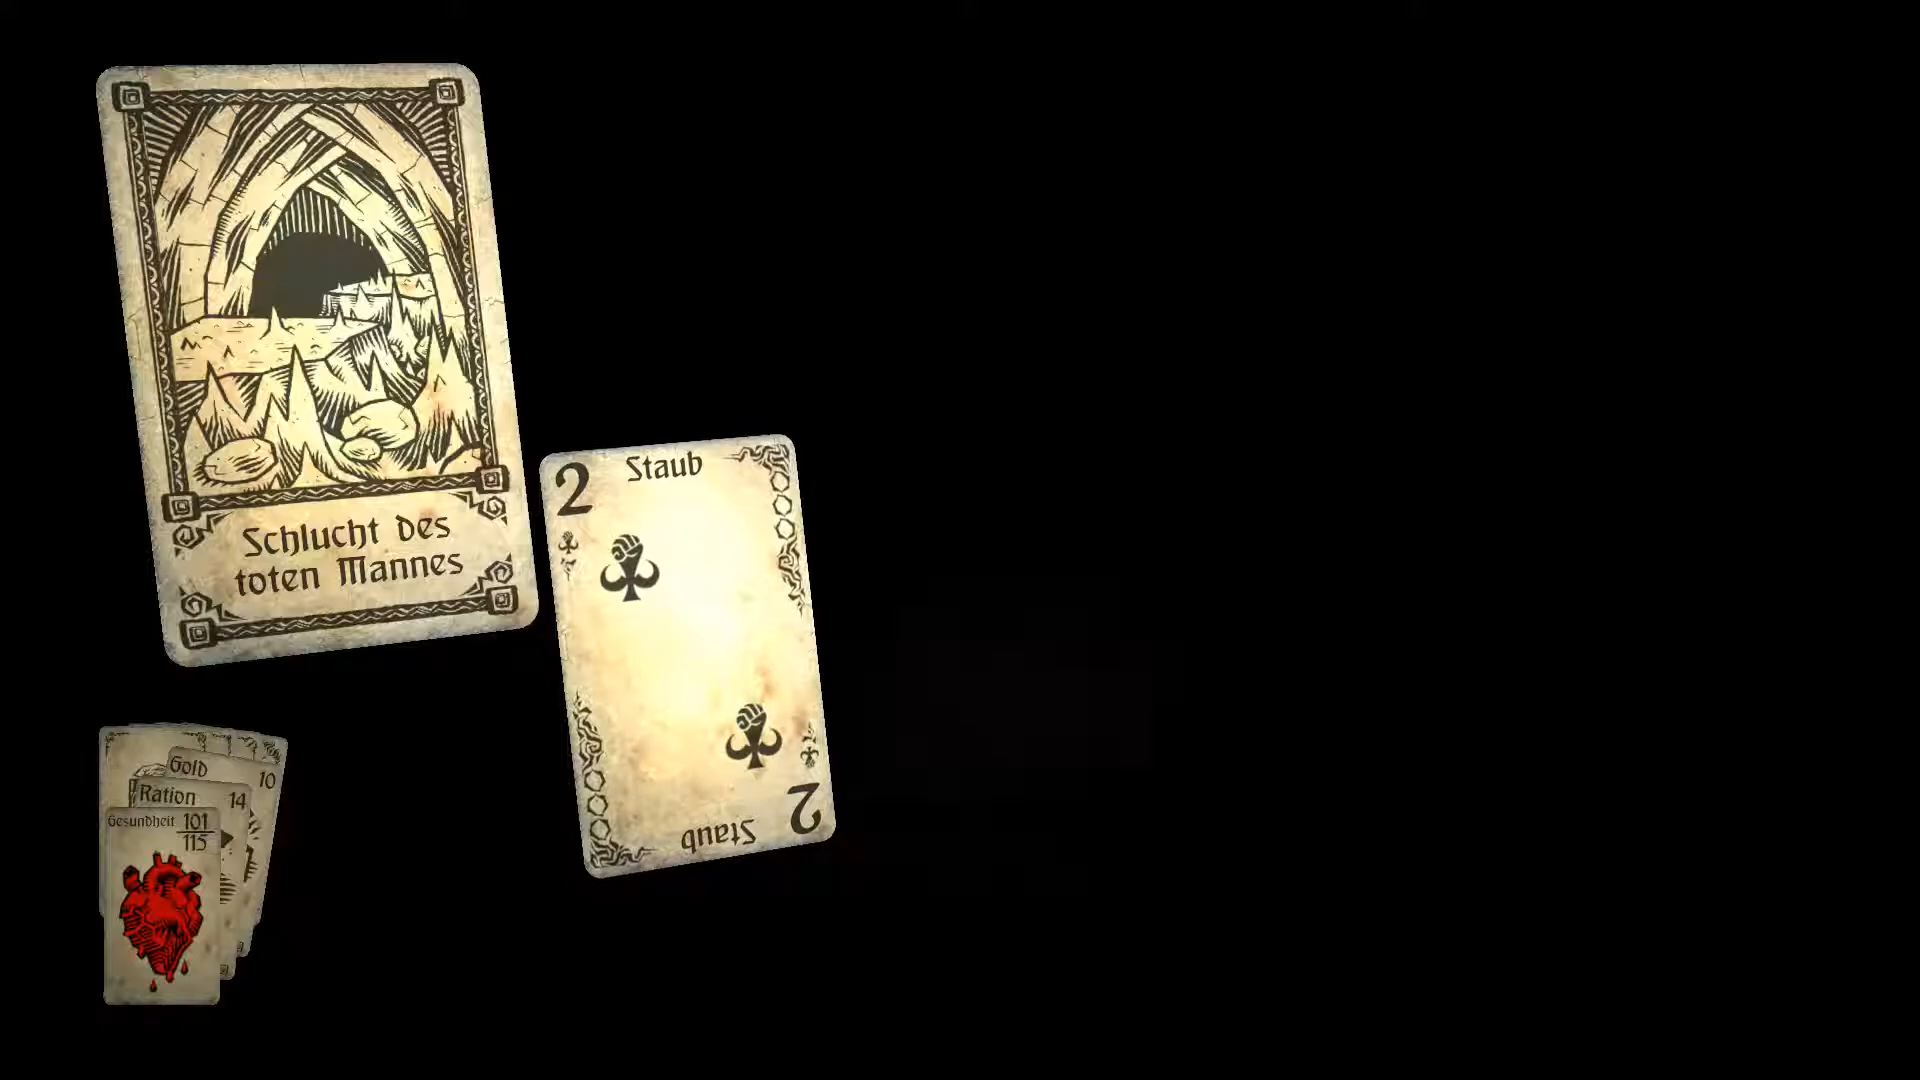 Schlucht des
toten Mannes
2 Staub
2 Staub
Gold 10
Ration 14
Gesundheit 101
115